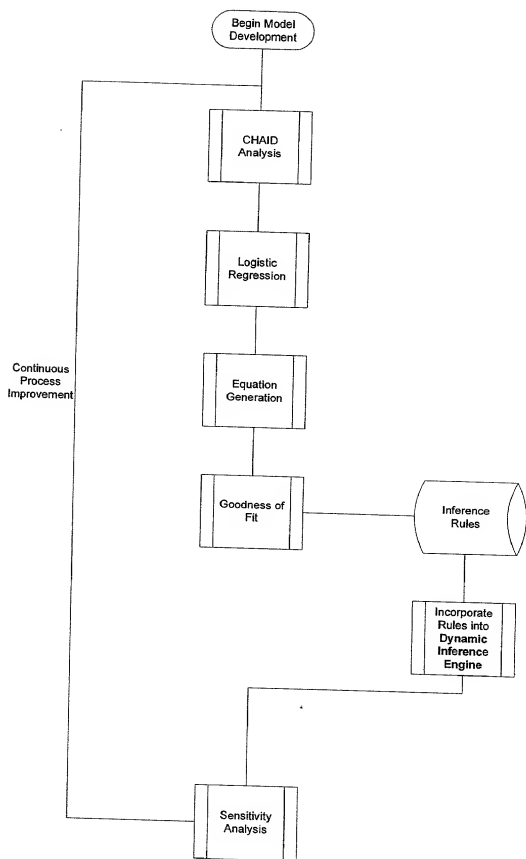 Begin Model
Development
CHAID
Analysis
Logistic
Regression
Continuous
Process
Improvement
Equation
Generation
Goodness of
Fit
Inference
Rules
Incorporate
Rules into
Dynamic
Inference
Engine
Sensitivity
Analysis